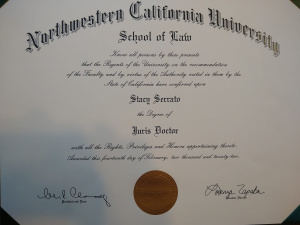 Northwestern California University
School of Law
Know all persons by these presents
that the Regents of the University on the recommendation
of the Faculty and by virtue of the Authority vested in them by the
State of California have conferred upon
Stacy Serrato
the Degree of
Juris Doctor
with all the Rights, Privileges and Honors appertaining thereto.
Awarded this fourteenth day of February, two thousand and twenty-two.